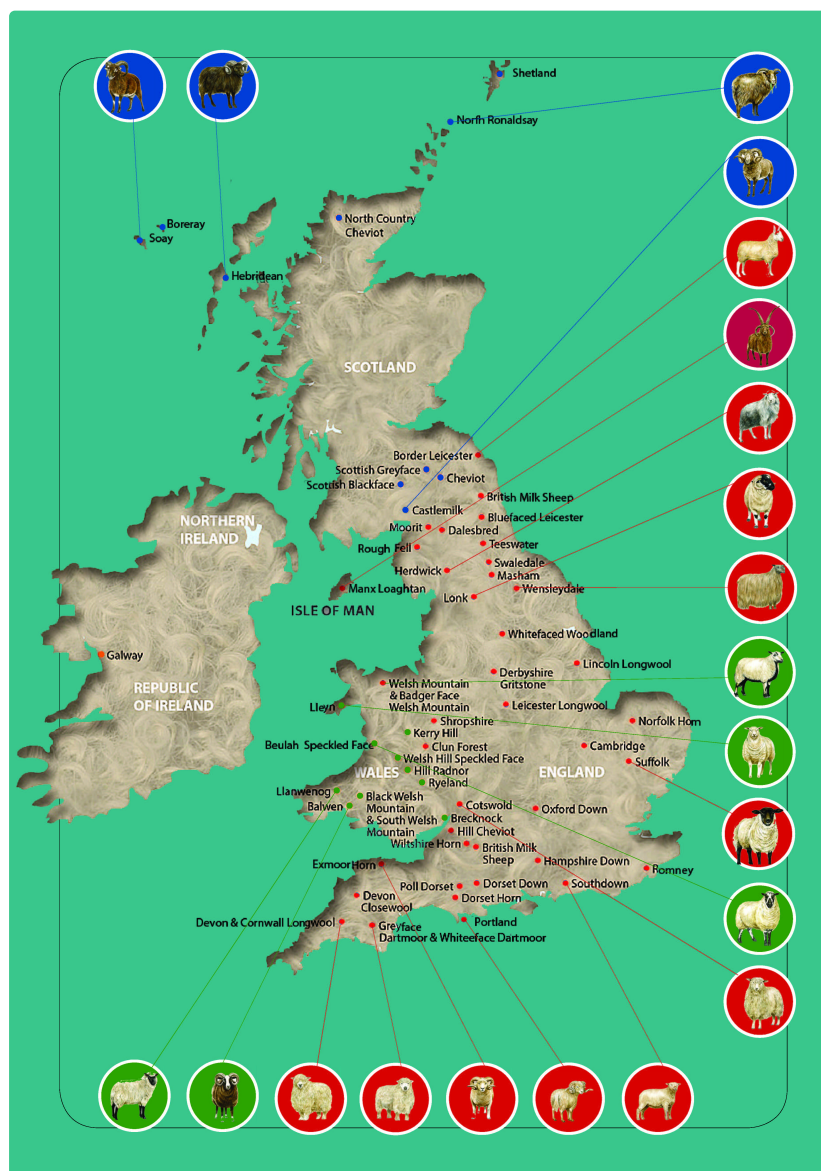 Shetland
North Ronaldsay
North Country
Cheviot
Boreray
Soay
Hebridean
SCOTLAND
Border Leicester
Scottish Greyface
Cheviot
Scottish Blackface
British Milk Sheep
Castlemilk
Moorit
Bluefaced Leicester
Dalesbred
Rough Fell
Teeswater
Swaledale
Herdwick
Masham
Manx Loaghtan
Wensleydale
Lonk
NORTHERN
IRELAND
ISLE OF MAN
Whitefaced Woodland
Galway
Lincoln Longwool
Derbyshire
Gritstone
REPUBLIC
OF IRELAND
Welsh Mountain
& Badger Face
Welsh Mountain
Lleyn
Leicester Longwool
Shropshire
Norfolk Horn
Kerry Hill
Beulah Speckled Face
Clun Forest
Cambridge
Welsh Hill Speckled Face
Suffolk
WALES
Hill Radnor
ENGLAND
Ryeland
Llanwenog
Balwen
Black Welsh
Mountain
& South Welsh
Mountain
Cotswold
Oxford Down
Brecknock
Hill Cheviot
Wiltshire Horn
British Milk
Sheep
Exmoor Horn
Hampshire Down
Romney
Poll Dorset
Dorset Down
Southdown
Devon
Closewool
Dorset Horn
Devon & Cornwall Longwool
Portland
Greyface
Dartmoor & Whiteeface Dartmoor